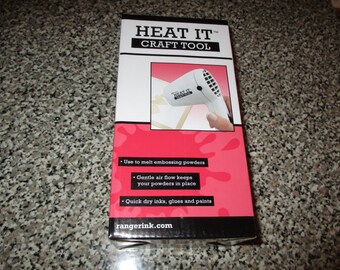 HEAT IT™
CRAFT TOOL
• Use to melt embossing powders
• Gentle air flow keeps
your powders in place
• Quick dry inks, glues and paints
rangerink.com